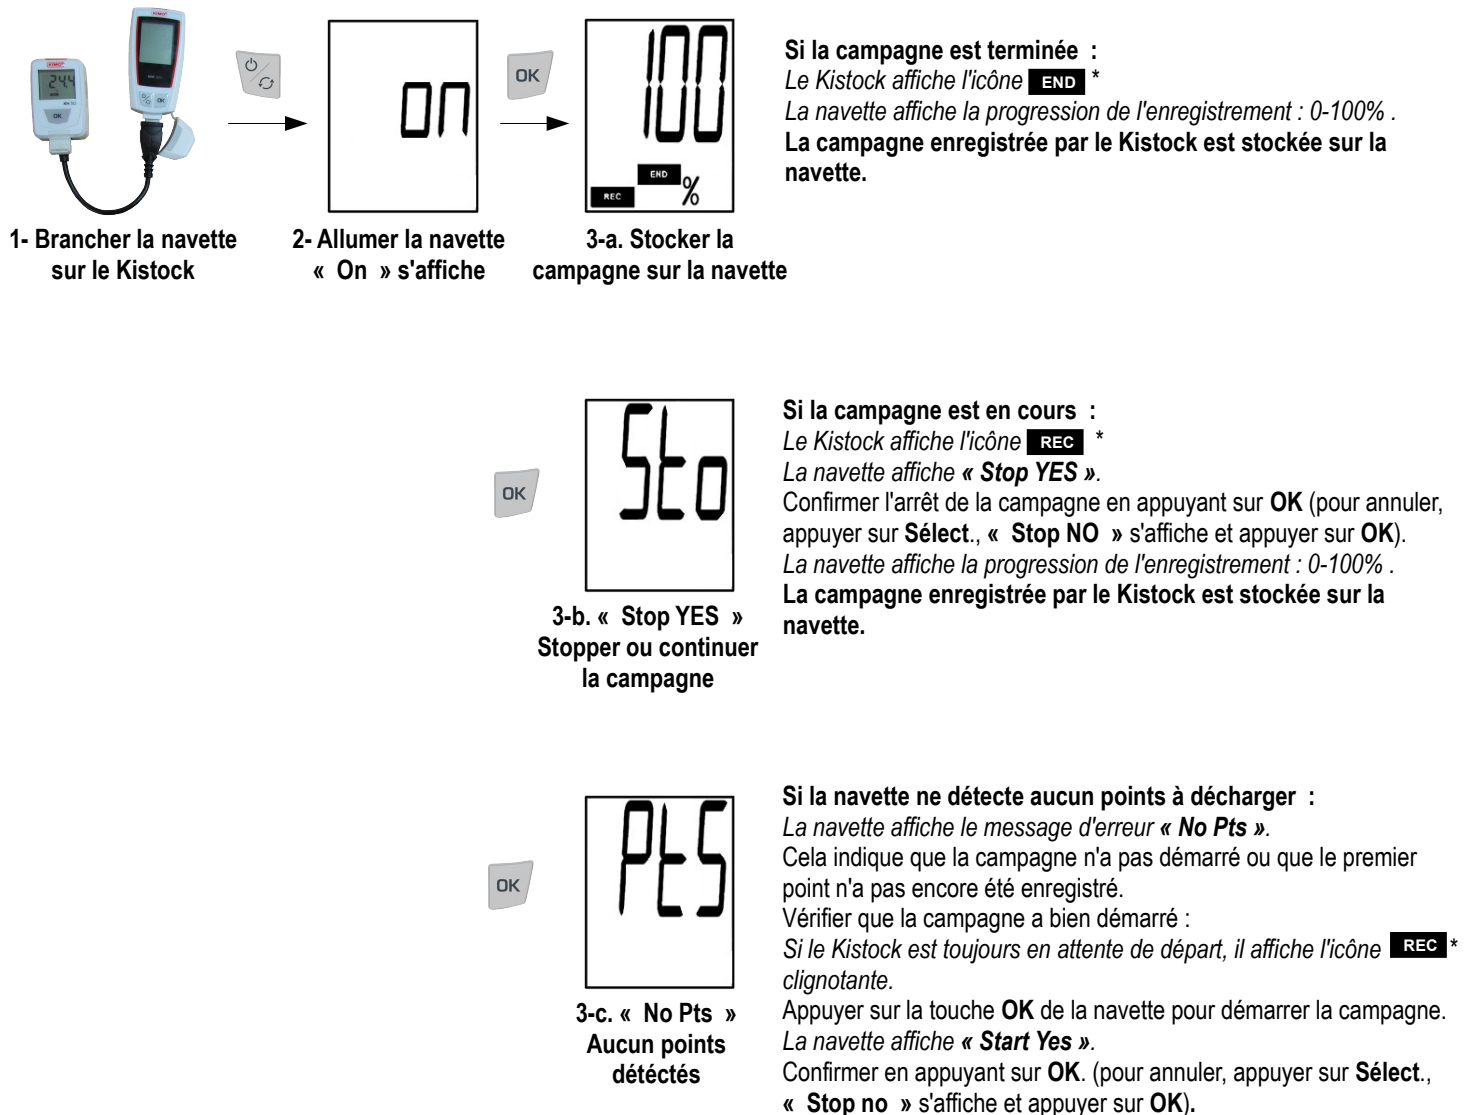 KIMO
24.4
OK
OK
on
OK
100
END
REC
%
1- Brancher la navette
sur le Kistock
2- Allumer la navette
« On » s'affiche
3-a. Stocker la
campagne sur la navette
Si la campagne est terminée :
Le Kistock affiche l'icône END *
La navette affiche la progression de l'enregistrement : 0-100% .
La campagne enregistrée par le Kistock est stockée sur la
navette.
OK
Sto
3-b. « Stop YES »
Stopper ou continuer
la campagne
Si la campagne est en cours :
Le Kistock affiche l'icône REC *
La navette affiche « Stop YES ».
Confirmer l'arrêt de la campagne en appuyant sur OK (pour annuler,
appuyer sur Sélect., « Stop NO » s'affiche et appuyer sur OK).
La navette affiche la progression de l'enregistrement : 0-100% .
La campagne enregistrée par le Kistock est stockée sur la
navette.
OK
PtS
3-c. « No Pts »
Aucun points
détéctés
Si la navette ne détecte aucun points à décharger :
La navette affiche le message d'erreur « No Pts ».
Cela indique que la campagne n'a pas démarré ou que le premier
point n'a pas encore été enregistré.
Vérifier que la campagne a bien démarré :
Si le Kistock est toujours en attente de départ, il affiche l'icône REC *
clignotante.
Appuyer sur la touche OK de la navette pour démarrer la campagne.
La navette affiche « Start Yes ».
Confirmer en appuyant sur OK. (pour annuler, appuyer sur Sélect.,
« Stop no » s'affiche et appuyer sur OK).